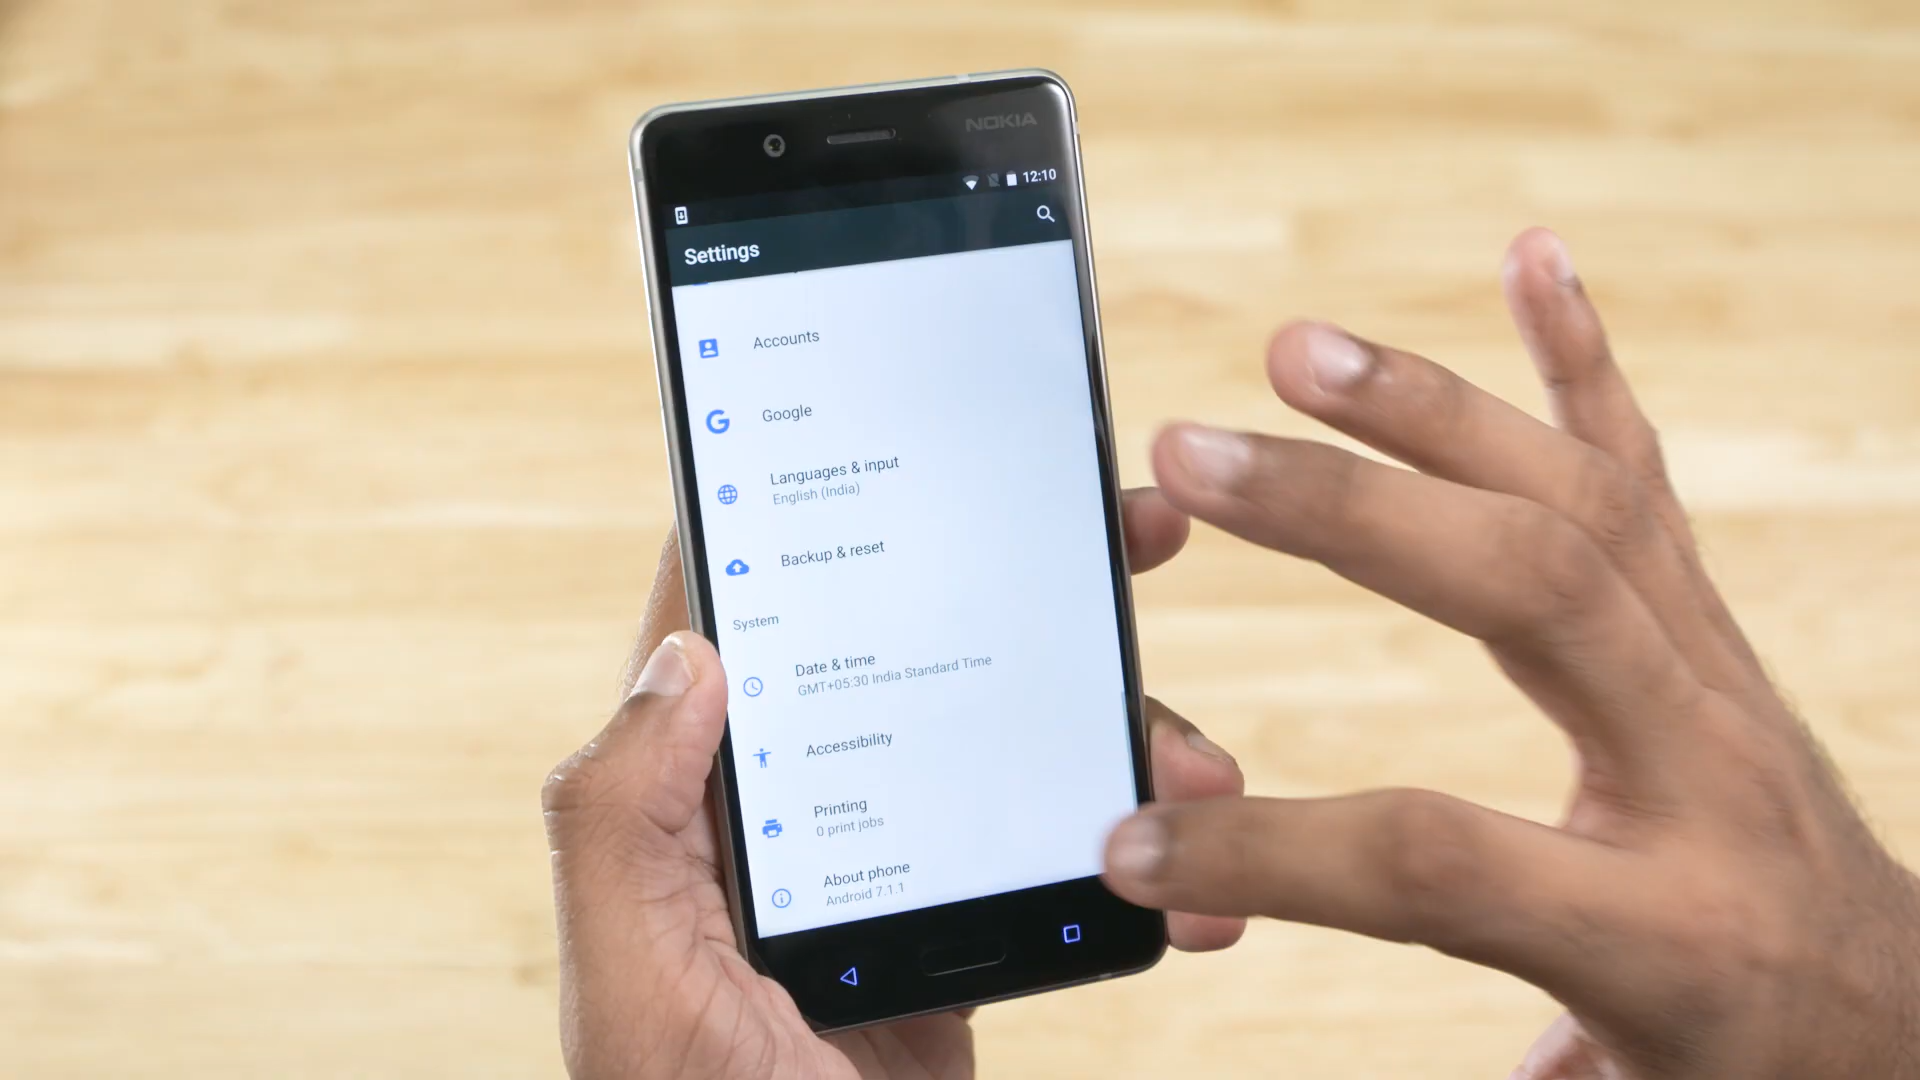 NOKIA
12:10
Settings
Accounts
Google
Languages & input
English (India)
Backup & reset
System
Date & time
GMT+05:30 India Standard Time
Accessibility
Printing
0 print jobs
About phone
Android 7.1.1